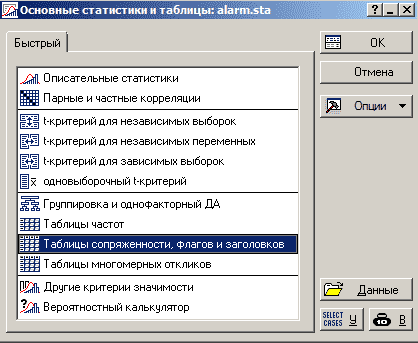 Основные статистики и таблицы: alarm.sta
? _ ×
Быстрый
OK
Отмена
Опции
Описательные статистики
Парные и частные корреляции
t-критерий для независимых выборок
t-критерий для независимых переменных
t-критерий для зависимых выборок
одновыборочный t-критерий
Группировка и однофакторный ДА
Таблицы частот
Таблицы сопряженности, флагов и заголовков
Таблицы многомерных откликов
Другие критерии значимости
Вероятностный калькулятор
Данные
SELECT CASES У
В